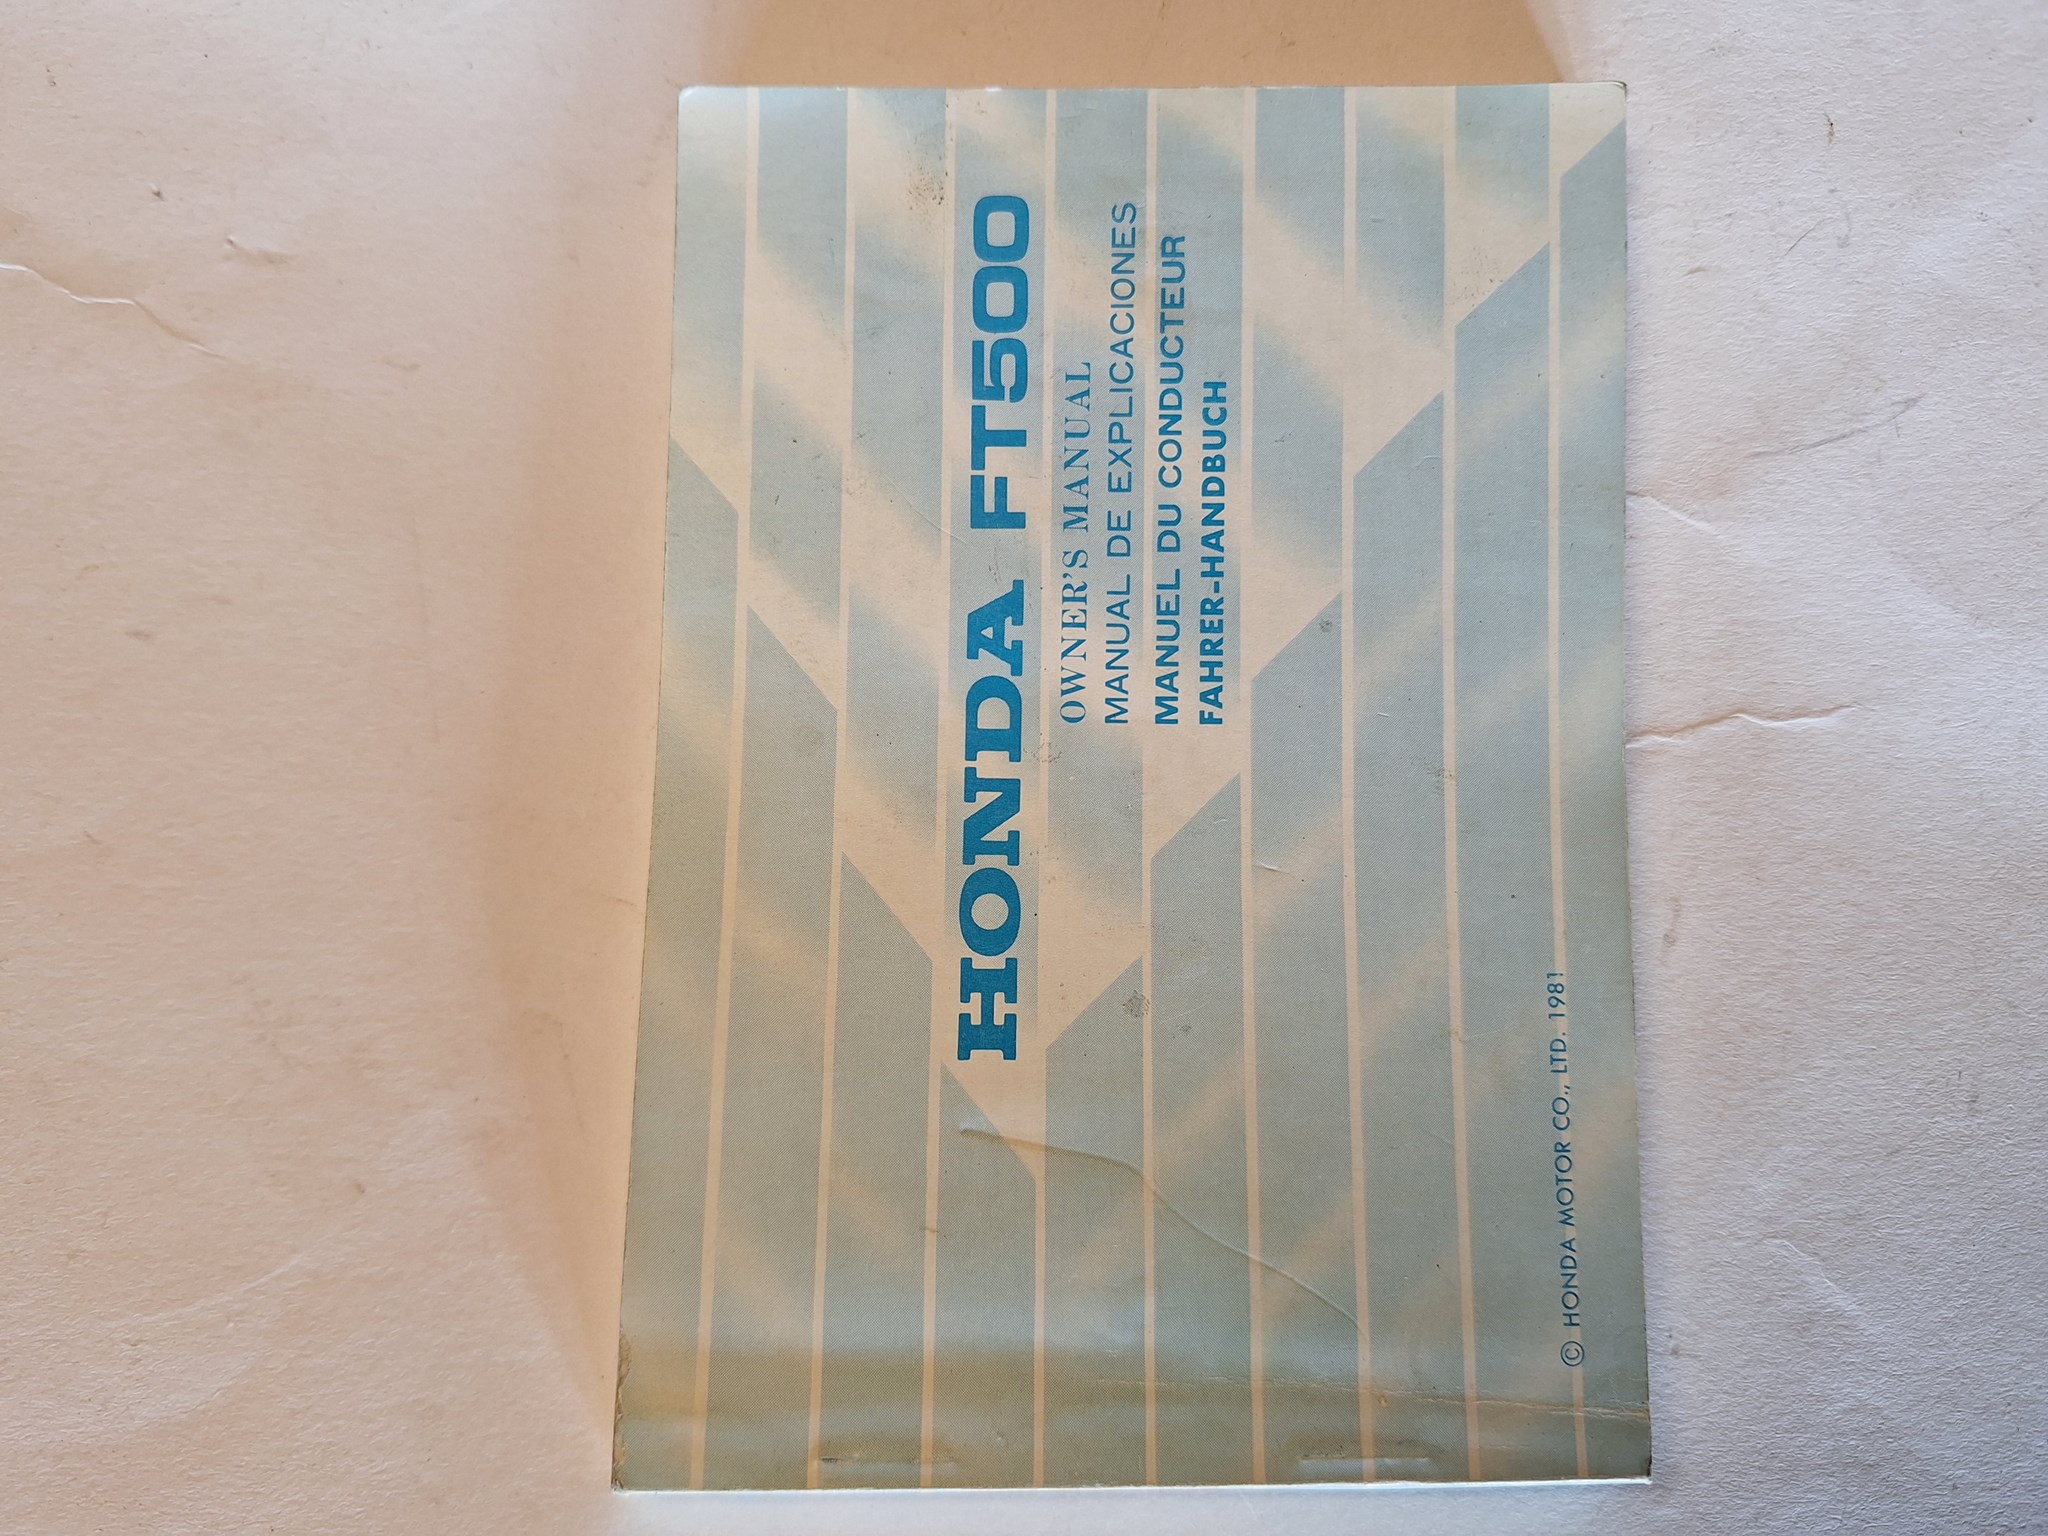 HONDA FT500
OWNER'S MANUAL
MANUAL DE EXPLICACIONES
MANUEL DU CONDUCTEUR
FAHRER-HANDBUCH
© HONDA MOTOR CO., LTD. 1981